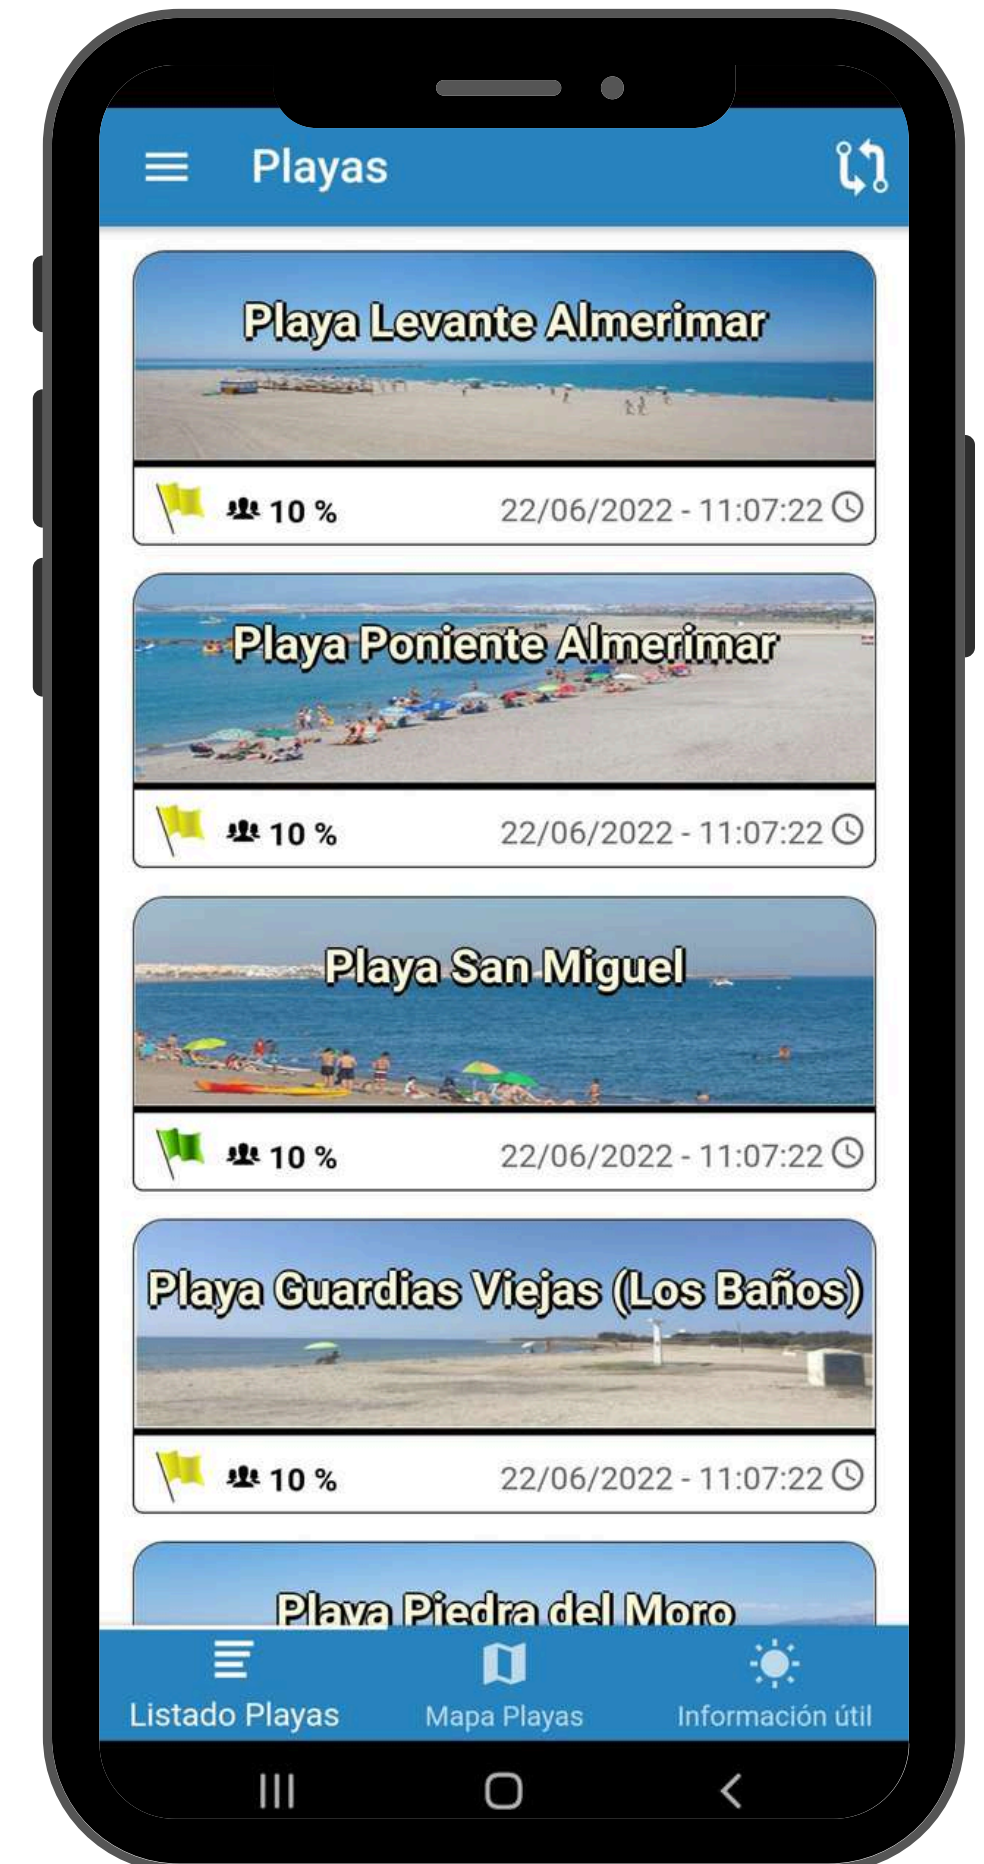 Playas
Playa Levante Almerimar
10 %
22/06/2022 - 11:07:22
Playa Poniente Almerimar
10 %
22/06/2022 - 11:07:22
Playa San Miguel
10 %
22/06/2022 - 11:07:22
Playa Guardias Viejas (Los Baños)
10 %
22/06/2022 - 11:07:22
Playa Piedra del Moro
Listado Playas
Mapa Playas
Información útil